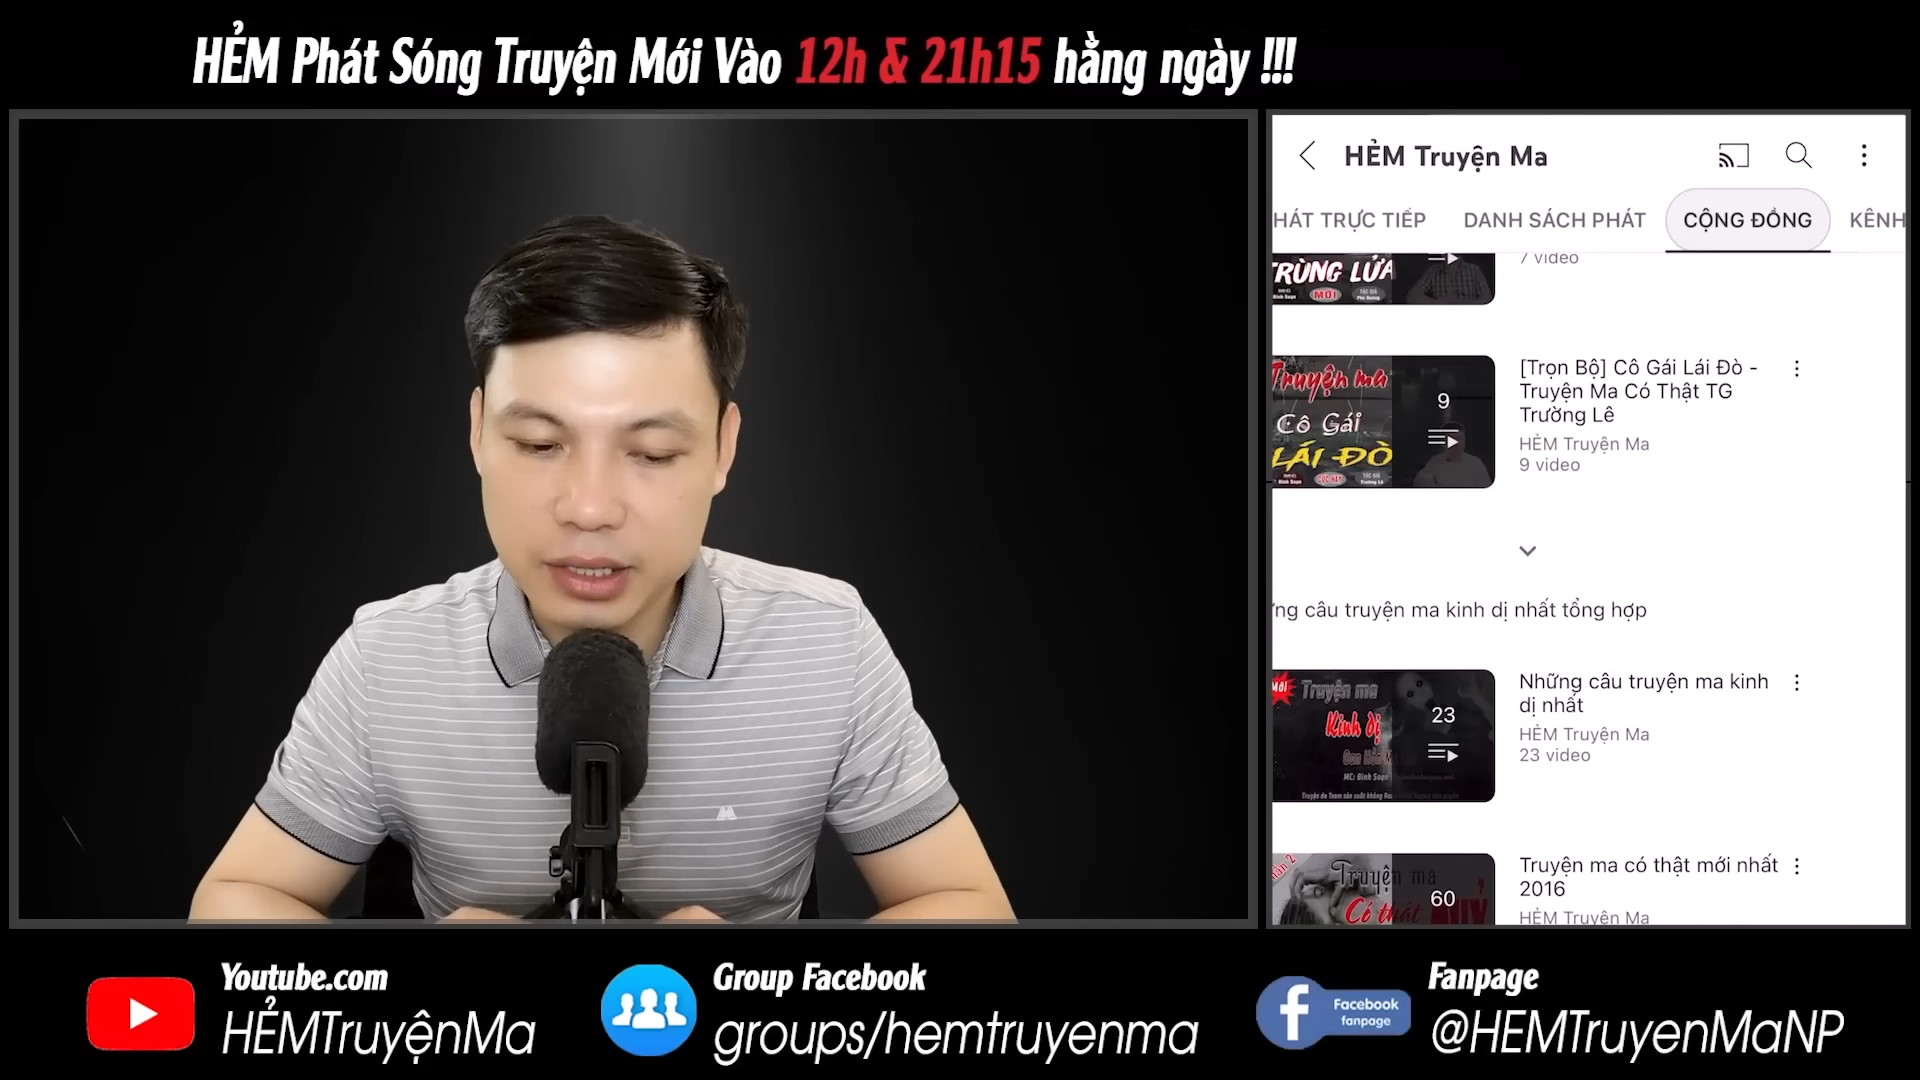 HẺM Phát Sóng Truyện Mới Vào 12h & 21h15 hằng ngày !!!
HẺM Truyện Ma
HÁT TRỰC TIẾP
DANH SÁCH PHÁT
CỘNG ĐỒNG
KÊNH
TRÙNG LỬA
MỚI
7 video
Truyện ma
Cô Gái
LÁI ĐÒ
9
[Trọn Bộ] Cô Gái Lái Đò -
Truyện Ma Có Thật TG
Trường Lê
HẺM Truyện Ma
9 video
ng câu truyện ma kinh dị nhất tổng hợp
Mới
Truyện ma
Kinh dị
MC: Đình Soạn
23
Những câu truyện ma kinh
dị nhất
HẺM Truyện Ma
23 video
Truyện ma
Có thật
60
Truyện ma có thật mới nhất
2016
HẺM Truyện Ma
Youtube.com
HẺMTruyệnMa
Group Facebook
groups/hemtruyenma
Facebook
fanpage
Fanpage
@HEMTruyenMaNP